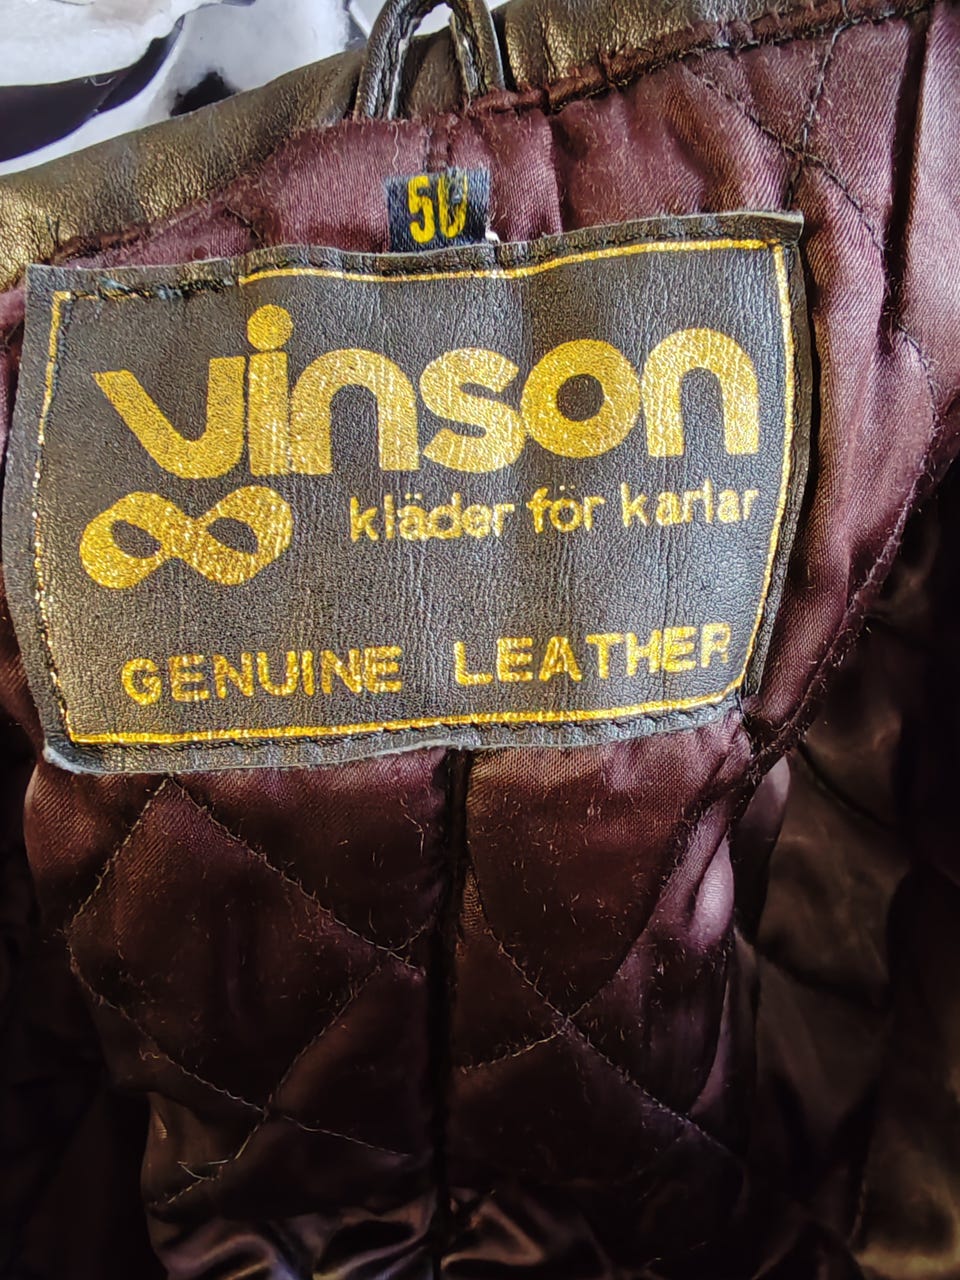 50
vinson
kläder för karlar
GENUINE LEATHER